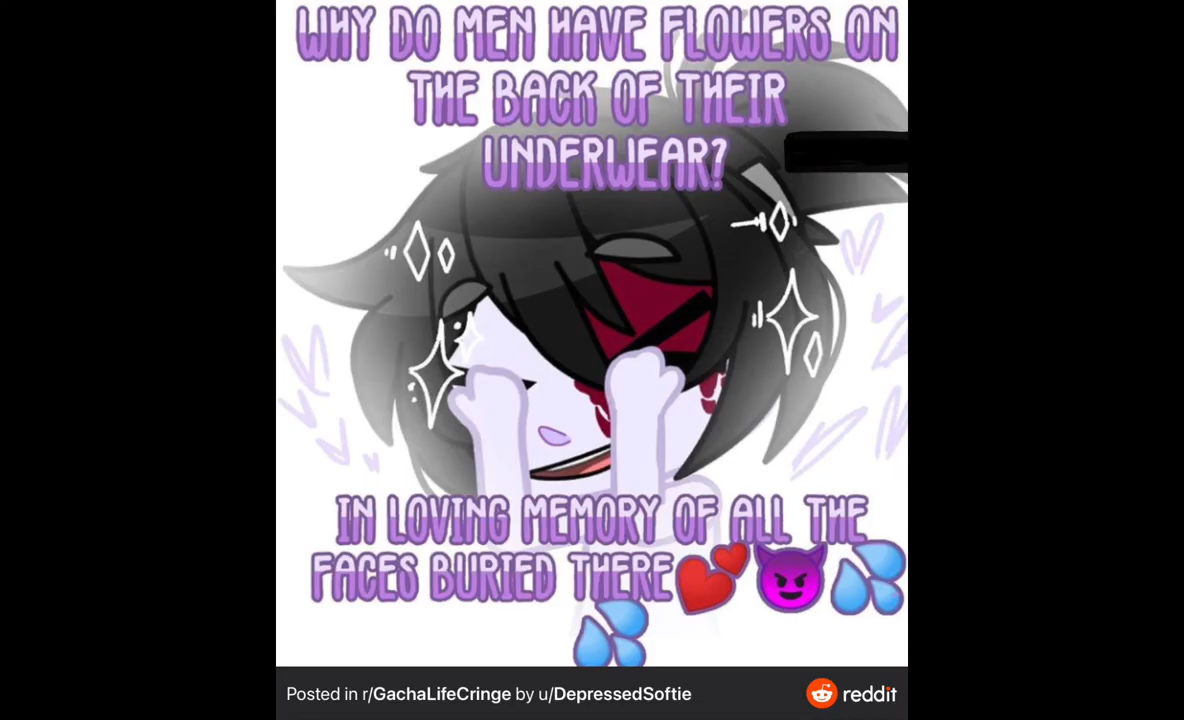 WHY DO MEN HAVE FLOWERS ON
THE BACK OF THEIR
UNDERWEAR?
IN LOVING MEMORY OF ALL THE
FACES BURIED THERE💕😈💦
💦
Posted in r/GachaLifeCringe by u/DepressedSoftie
reddit